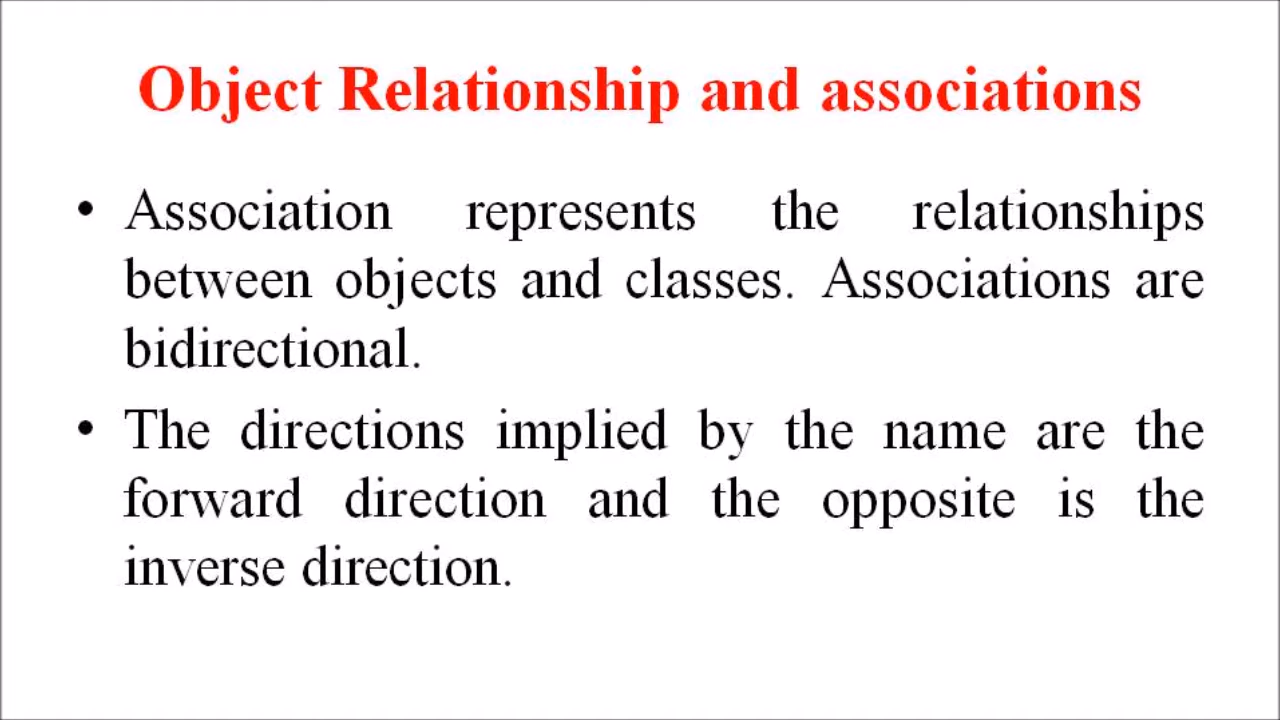 Object Relationship and associations
• Association represents the relationships
between objects and classes. Associations are
bidirectional.
• The directions implied by the name are the
forward direction and the opposite is the
inverse direction.